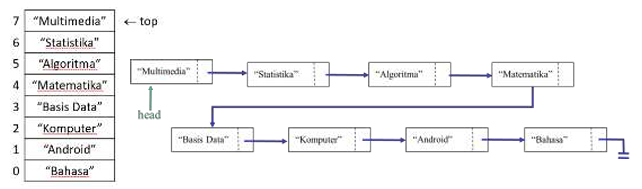 7 "Multimedia" ← top
6 "Statistika"
5 "Algoritma"
4 "Matematika"
3 "Basis Data"
2 "Komputer"
1 "Android"
0 "Bahasa"
"Multimedia" "Statistika" "Algoritma" "Matematika"
head
"Basis Data" "Komputer" "Android" "Bahasa"